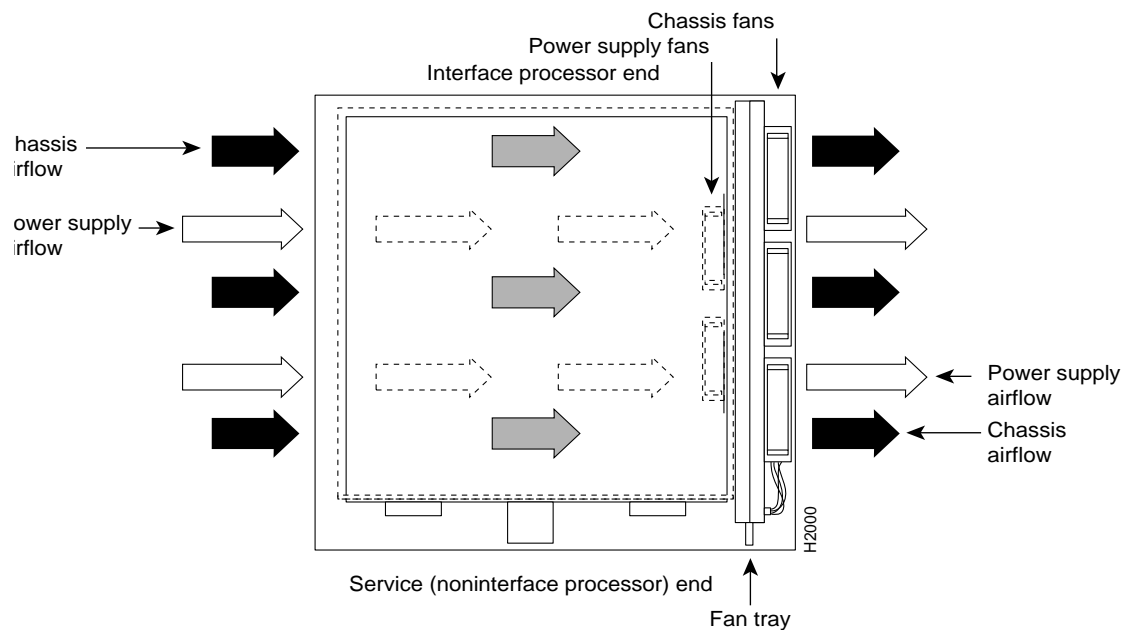 Chassis fans
Power supply fans
Interface processor end
hassis
irflow
ower supply
irflow
Power supply
airflow
Chassis
airflow
H2000
Service (noninterface processor) end
Fan tray